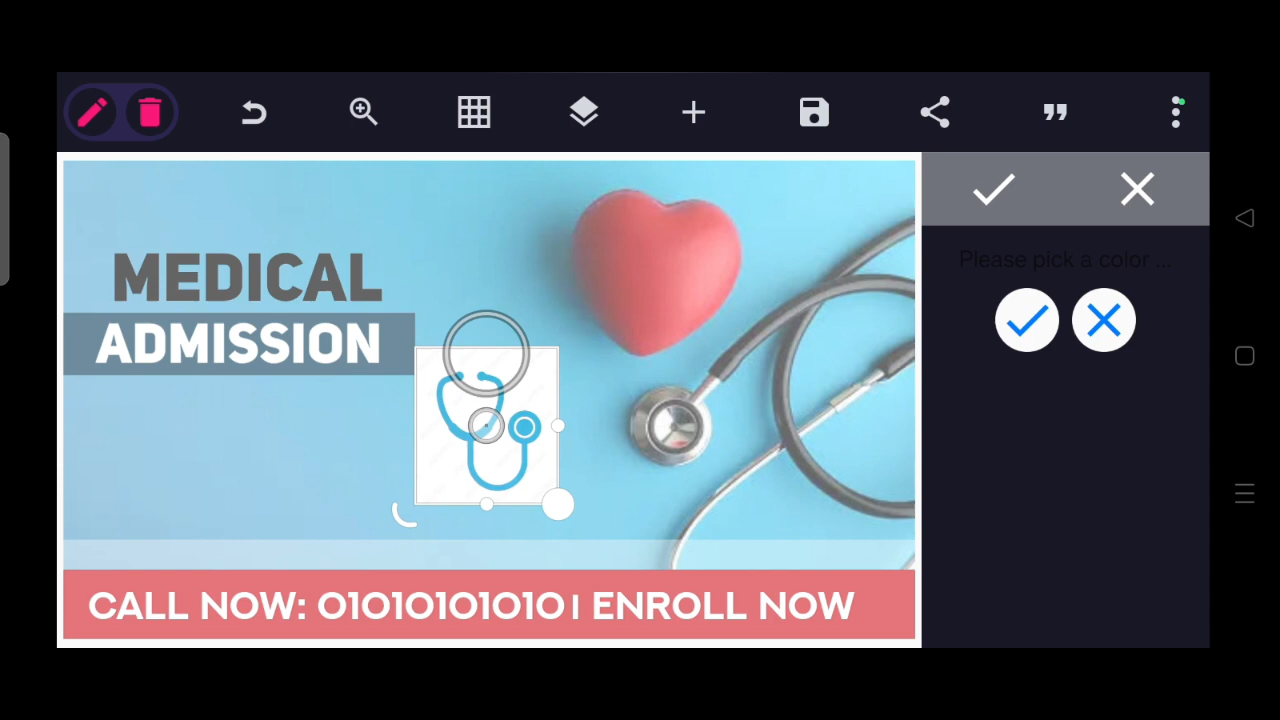 Please pick a color ...
MEDICAL
ADMISSION
CALL NOW: 01010101010 | ENROLL NOW